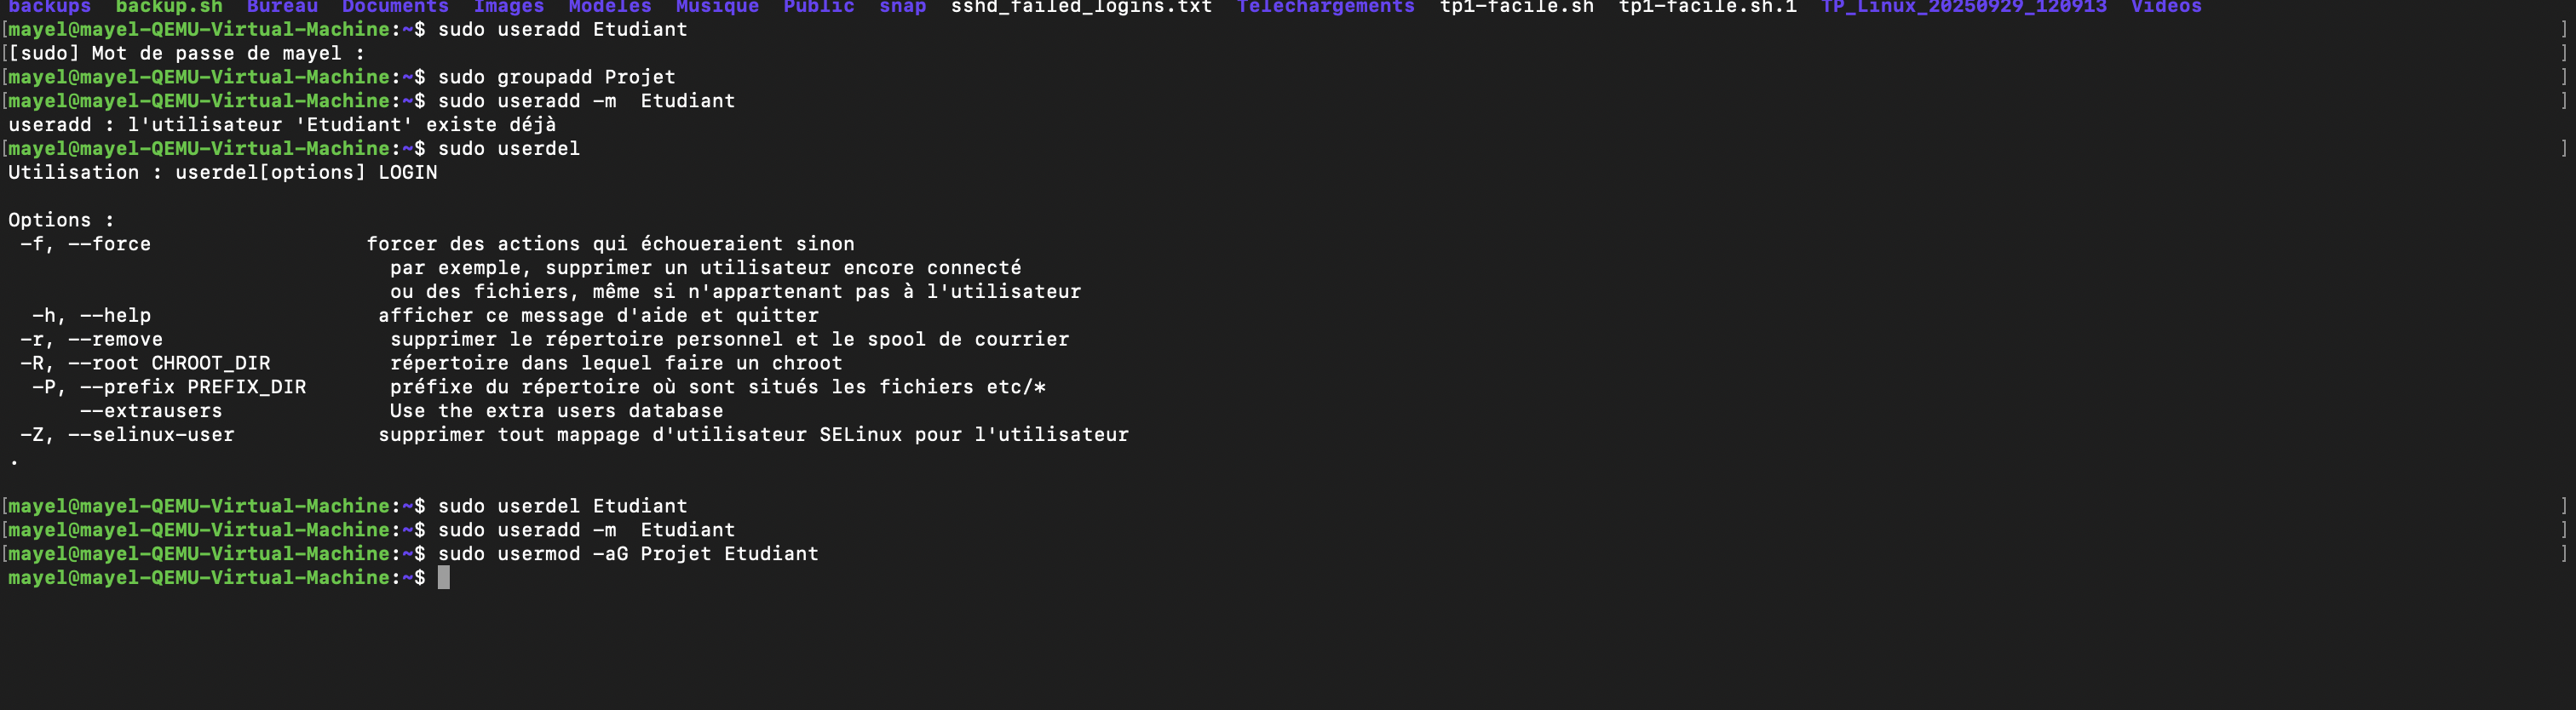 backups  backup.sh  Bureau  Documents  Images  Modèles  Musique  Public  snap  sshd_failed_logins.txt  Téléchargements  tp1-facile.sh  tp1-facile.sh.1  TP_Linux_20250929_120913  Vidéos
[mayel@mayel-QEMU-Virtual-Machine:~$ sudo useradd Etudiant ]
[[sudo] Mot de passe de mayel : ]
[mayel@mayel-QEMU-Virtual-Machine:~$ sudo groupadd Projet ]
[mayel@mayel-QEMU-Virtual-Machine:~$ sudo useradd -m  Etudiant ]
useradd : l'utilisateur 'Etudiant' existe déjà
[mayel@mayel-QEMU-Virtual-Machine:~$ sudo userdel ]
Utilisation : userdel[options] LOGIN
Options :
-f, --force                  forcer des actions qui échoueraient sinon
par exemple, supprimer un utilisateur encore connecté
ou des fichiers, même si n'appartenant pas à l'utilisateur
-h, --help                   afficher ce message d'aide et quitter
-r, --remove                   supprimer le répertoire personnel et le spool de courrier
-R, --root CHROOT_DIR          répertoire dans lequel faire un chroot
-P, --prefix PREFIX_DIR       préfixe du répertoire où sont situés les fichiers etc/*
--extrausers              Use the extra users database
-Z, --selinux-user            supprimer tout mappage d'utilisateur SELinux pour l'utilisateur
.
[mayel@mayel-QEMU-Virtual-Machine:~$ sudo userdel Etudiant ]
[mayel@mayel-QEMU-Virtual-Machine:~$ sudo useradd -m  Etudiant ]
[mayel@mayel-QEMU-Virtual-Machine:~$ sudo usermod -aG Projet Etudiant ]
mayel@mayel-QEMU-Virtual-Machine:~$